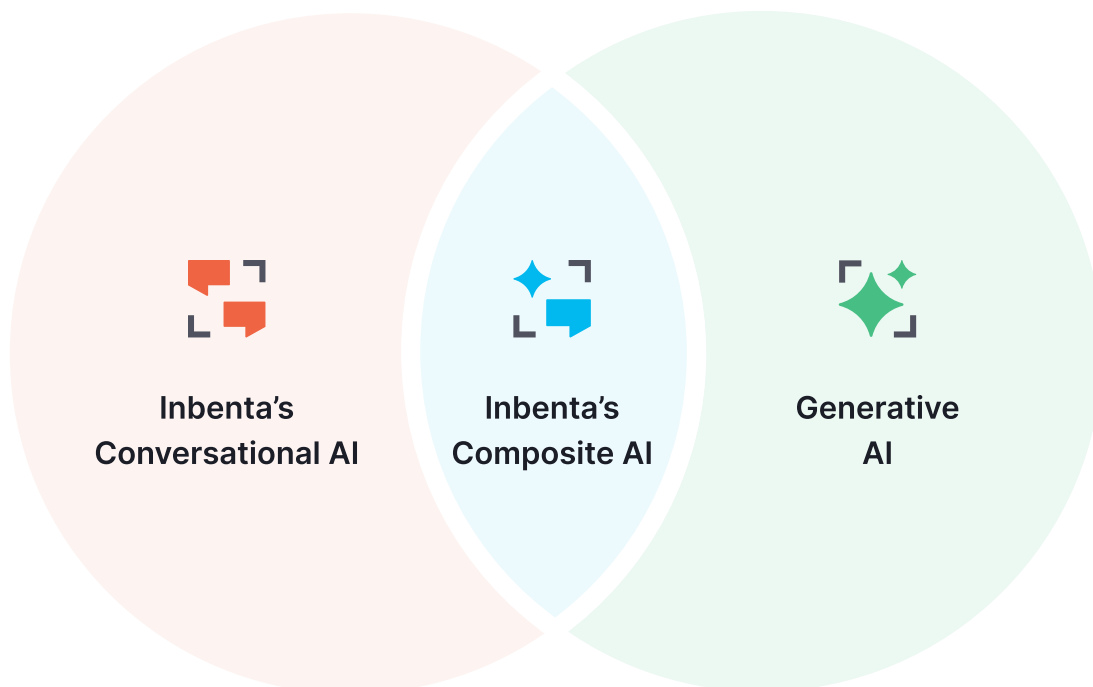 Inbenta’s
Conversational AI
Inbenta’s
Composite AI
Generative
AI